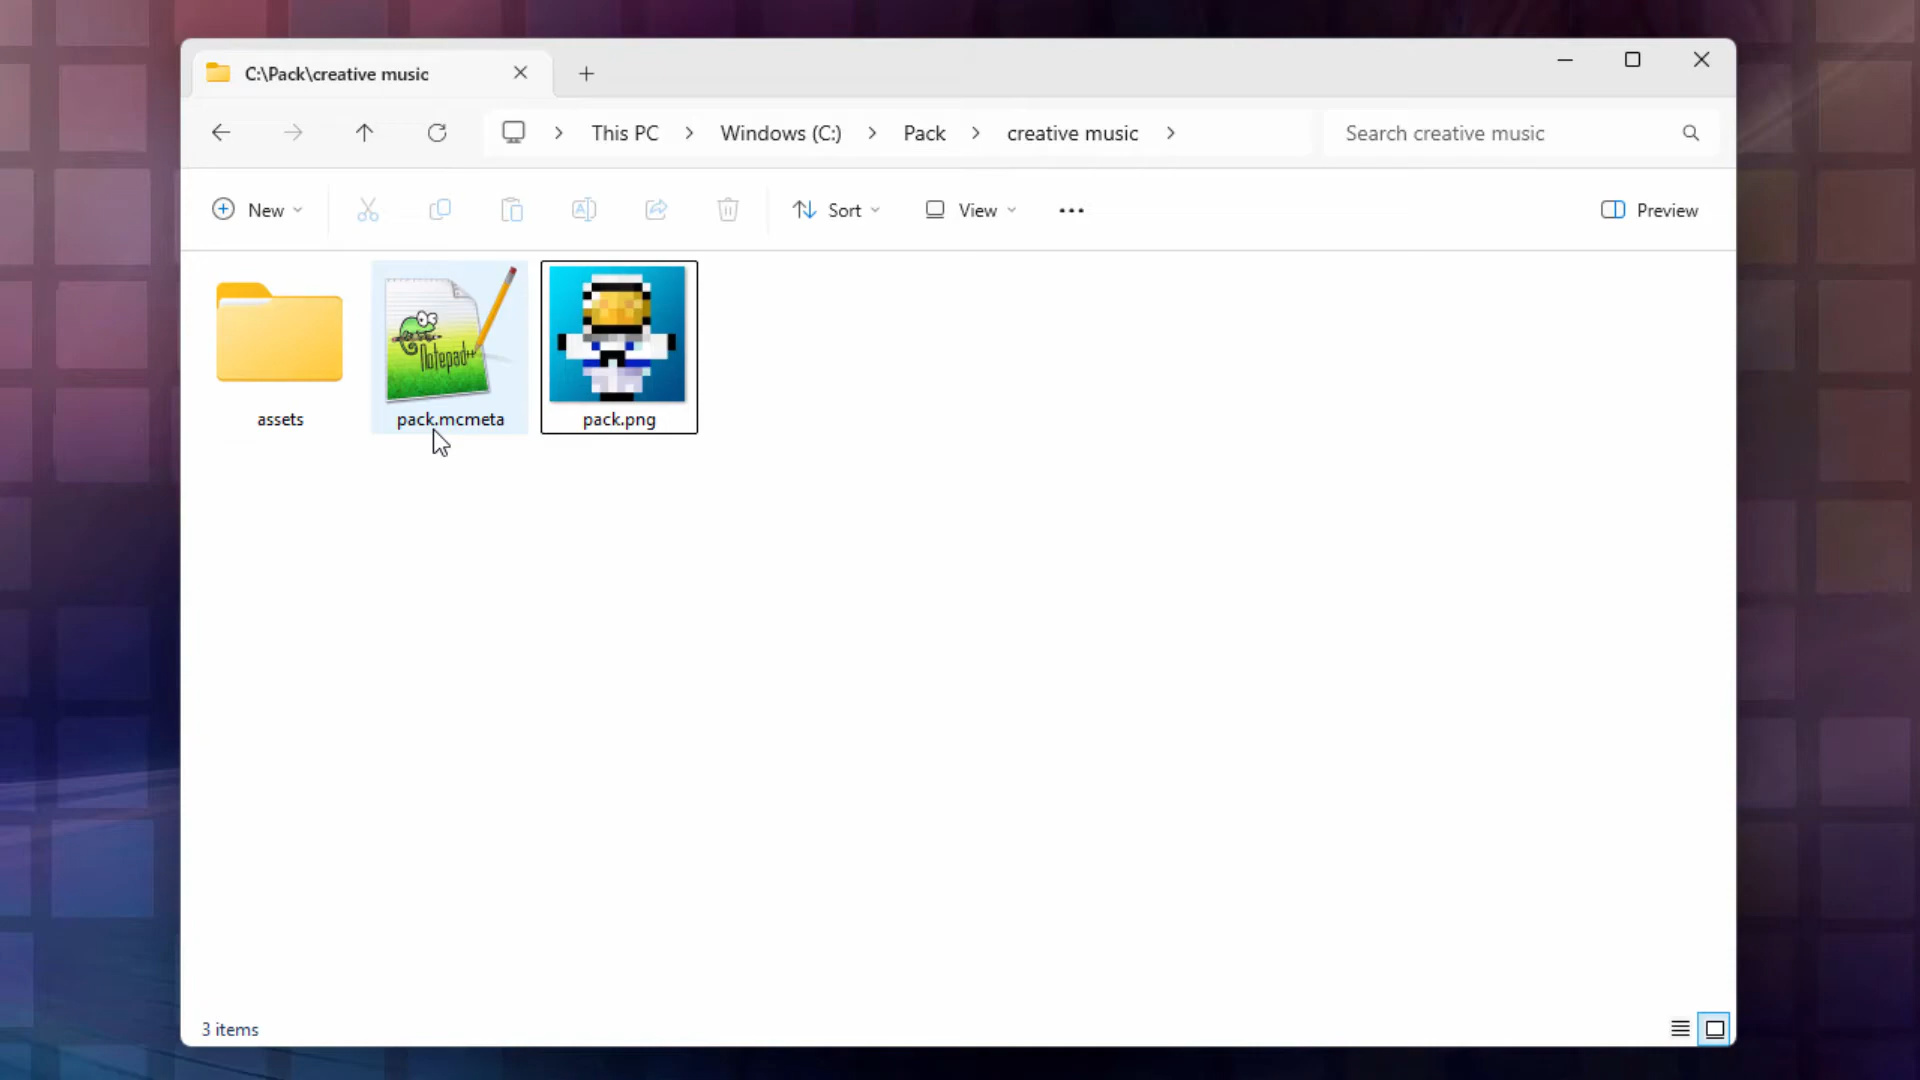 C:\Pack\creative music
This PC
Windows (C:)
Pack
creative music
Search creative music
New
Sort
View
Preview
Notepad++
assets
pack.mcmeta
pack.png
3 items